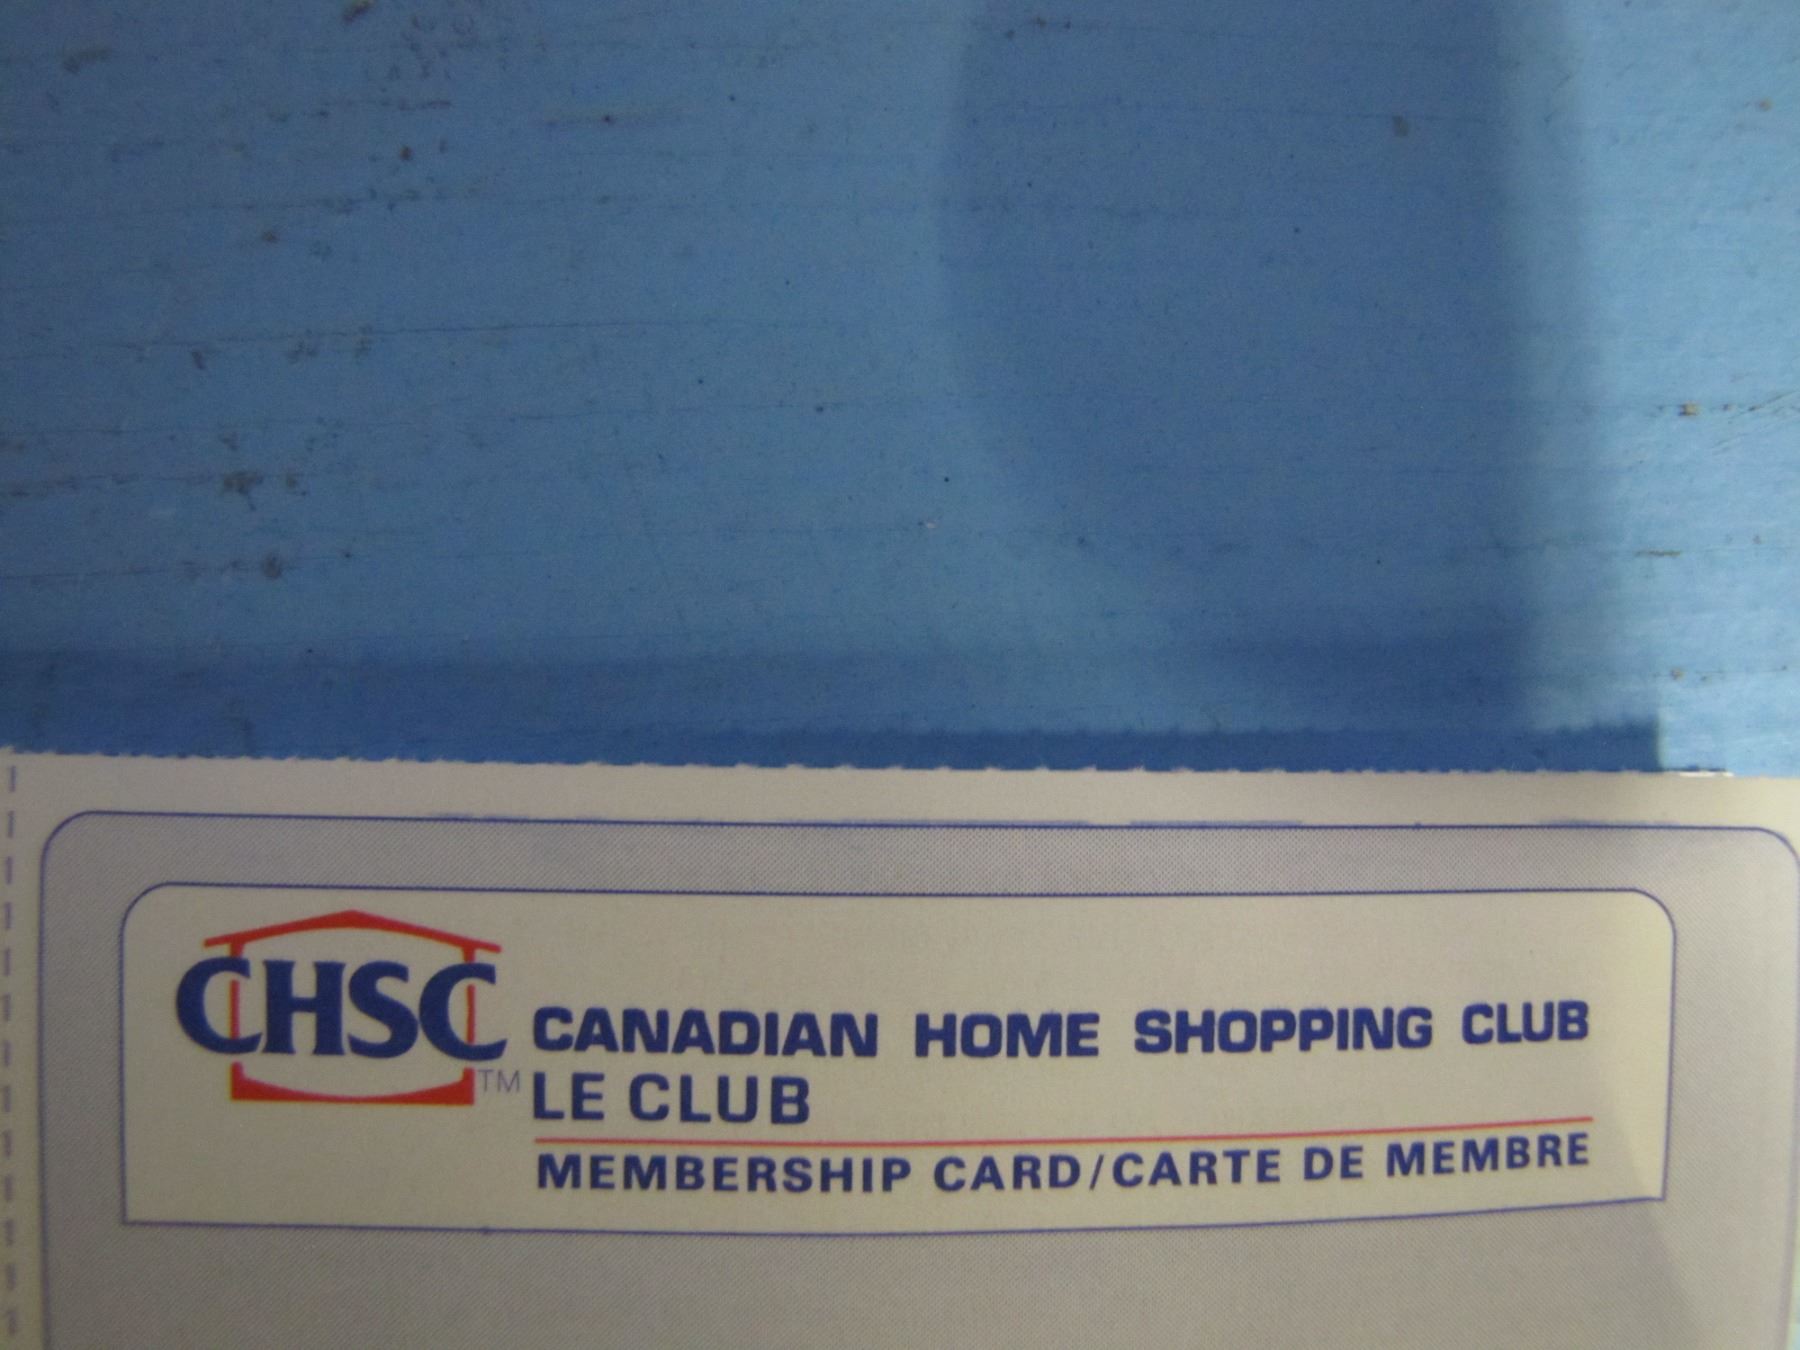 CHSC TM
CANADIAN HOME SHOPPING CLUB
LE CLUB
MEMBERSHIP CARD/CARTE DE MEMBRE